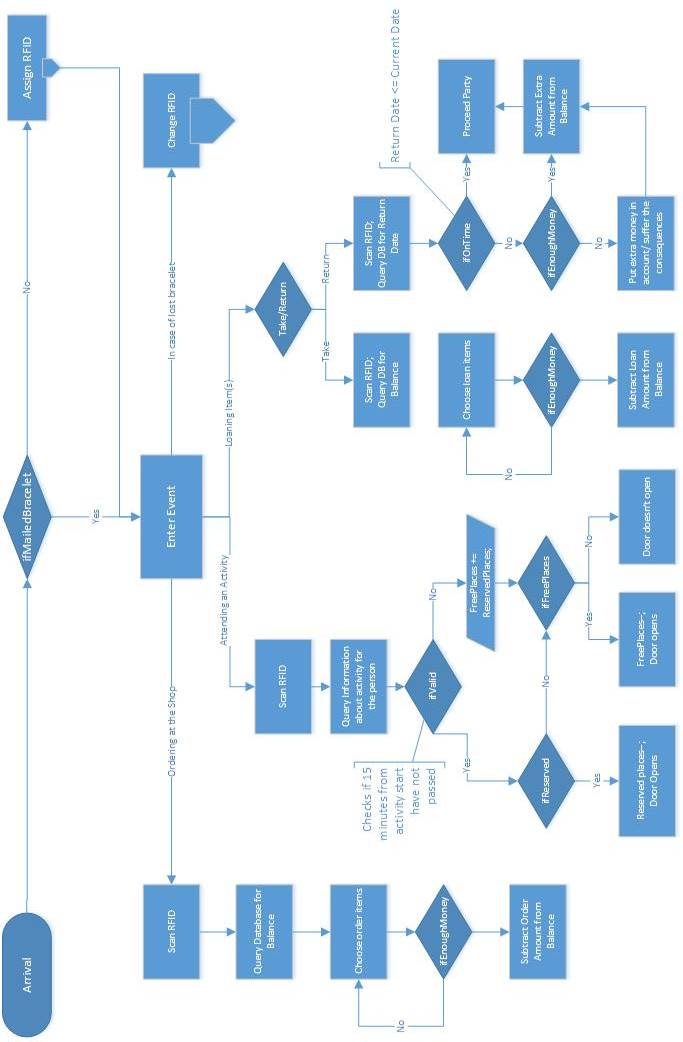 Arrival
ifMailedBracelet
No
Assign RFID
Yes
Enter Event
In case of lost bracelet
Change RFID
Ordering at the Shop
Scan RFID
Query Database for
Balance
Choose order items
ifEnoughMoney
No
Subtract Order
Amount from
Balance
Attending an Activity
Scan RFID
Query Information
about activity for
the person
ifValid
Checks if 15
minutes from
activity start
have not
passed
Yes
No
ifReserved
No
Yes
Reserved places--;
Door Opens
FreePlaces +=
ReservedPlaces;
ifFreePlaces
Yes
No
FreePlaces--;
Door opens
Door doesn't open
Loaning Item(s)
Take/Return
Take
Return
Scan RFID;
Query DB for
Balance
Choose loan items
ifEnoughMoney
No
Subtract Loan
Amount from
Balance
Scan RFID;
Query DB for Return
Date
ifOnTime
Return Date <= Current Date
Yes
Proceed Party
No
ifEnoughMoney
Yes
Subtract Extra
Amount from
Balance
No
Put extra money in
account/ suffer the
consequences